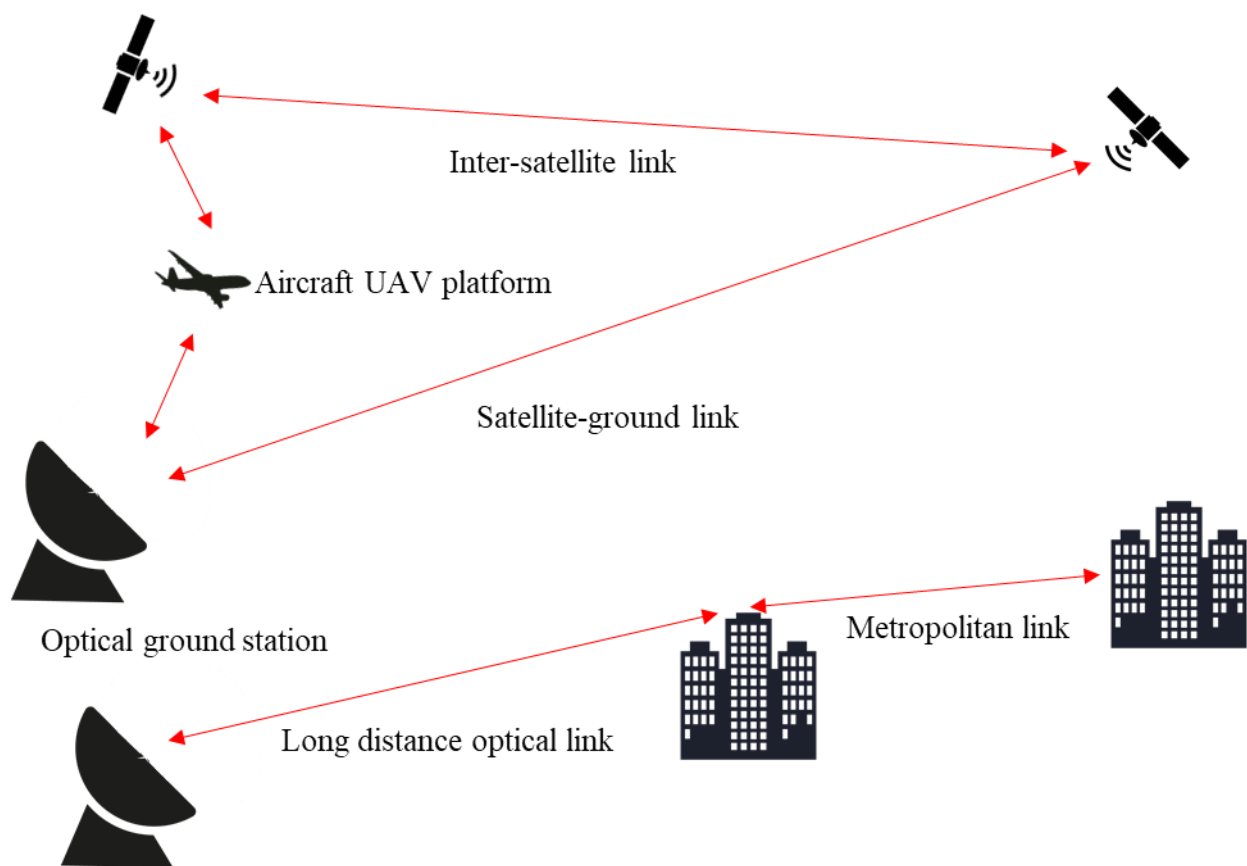 Inter-satellite link
Aircraft UAV platform
Satellite-ground link
Optical ground station
Metropolitan link
Long distance optical link